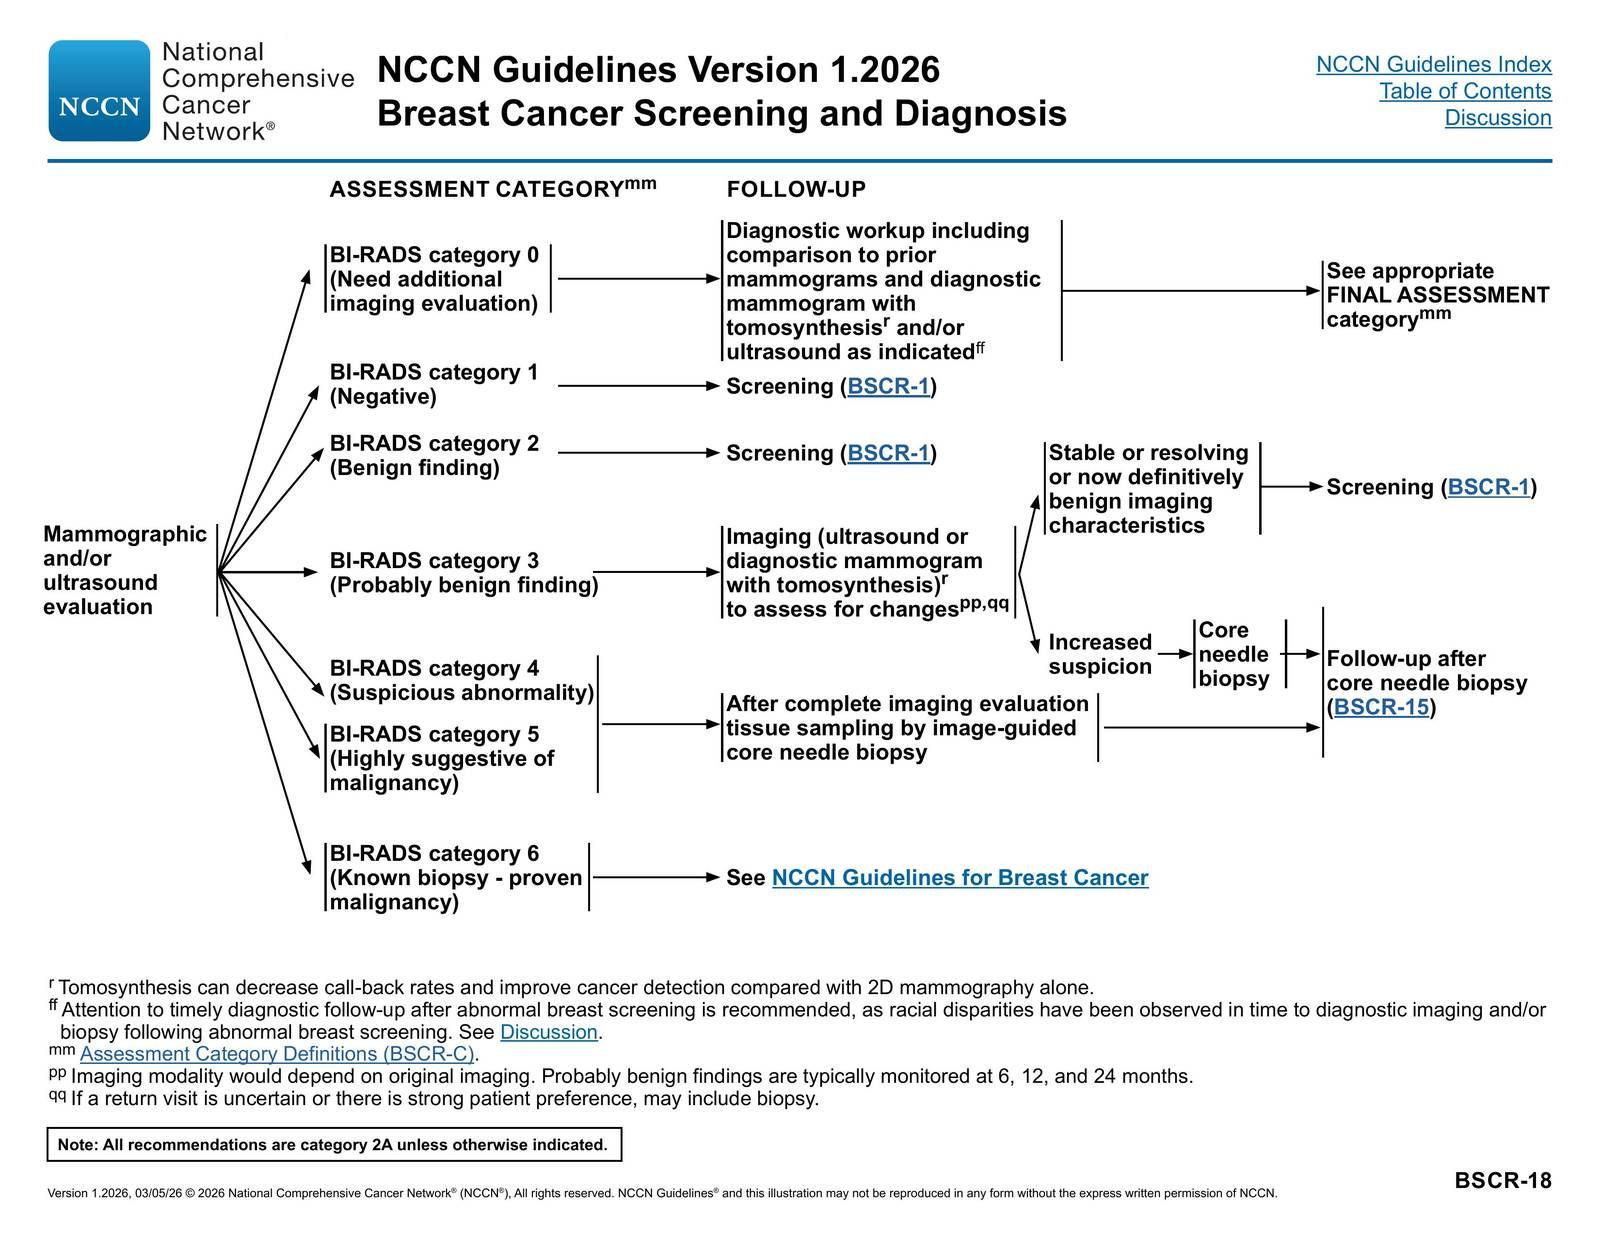 NCCN
National
Comprehensive
Cancer
Network®
NCCN Guidelines Version 1.2026
Breast Cancer Screening and Diagnosis
NCCN Guidelines Index
Table of Contents
Discussion
ASSESSMENT CATEGORYmm
FOLLOW-UP
Mammographic
and/or
ultrasound
evaluation
BI-RADS category 0
(Need additional
imaging evaluation)
Diagnostic workup including
comparison to prior
mammograms and diagnostic
mammogram with
tomosynthesisr and/or
ultrasound as indicatedff
See appropriate
FINAL ASSESSMENT
categorymm
BI-RADS category 1
(Negative)
Screening (BSCR-1)
BI-RADS category 2
(Benign finding)
Screening (BSCR-1)
BI-RADS category 3
(Probably benign finding)
Imaging (ultrasound or
diagnostic mammogram
with tomosynthesis)r
to assess for changespp,qq
Stable or resolving
or now definitively
benign imaging
characteristics
Screening (BSCR-1)
Increased
suspicion
Core
needle
biopsy
Follow-up after
core needle biopsy
(BSCR-15)
BI-RADS category 4
(Suspicious abnormality)
BI-RADS category 5
(Highly suggestive of
malignancy)
After complete imaging evaluation
tissue sampling by image-guided
core needle biopsy
BI-RADS category 6
(Known biopsy - proven
malignancy)
See NCCN Guidelines for Breast Cancer
r Tomosynthesis can decrease call-back rates and improve cancer detection compared with 2D mammography alone.
ff Attention to timely diagnostic follow-up after abnormal breast screening is recommended, as racial disparities have been observed in time to diagnostic imaging and/or
biopsy following abnormal breast screening. See Discussion.
mm Assessment Category Definitions (BSCR-C).
pp Imaging modality would depend on original imaging. Probably benign findings are typically monitored at 6, 12, and 24 months.
qq If a return visit is uncertain or there is strong patient preference, may include biopsy.
Note: All recommendations are category 2A unless otherwise indicated.
BSCR-18
Version 1.2026, 03/05/26 © 2026 National Comprehensive Cancer Network® (NCCN®), All rights reserved. NCCN Guidelines® and this illustration may not be reproduced in any form without the express written permission of NCCN.